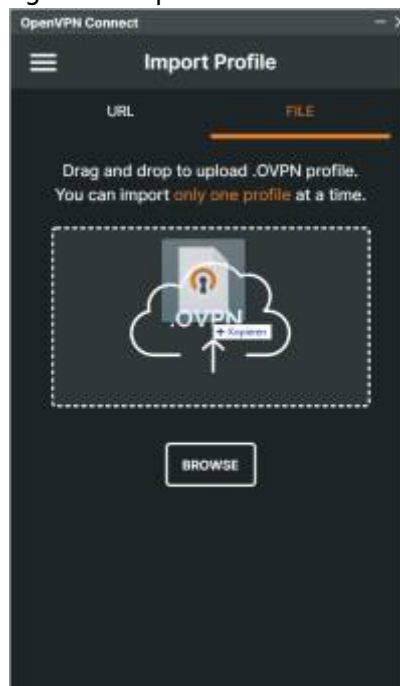 OpenVPN Connect
Import Profile
URL
FILE
Drag and drop to upload .OVPN profile.
You can import only one profile at a time.
.OVPN
+ Kopieren
BROWSE